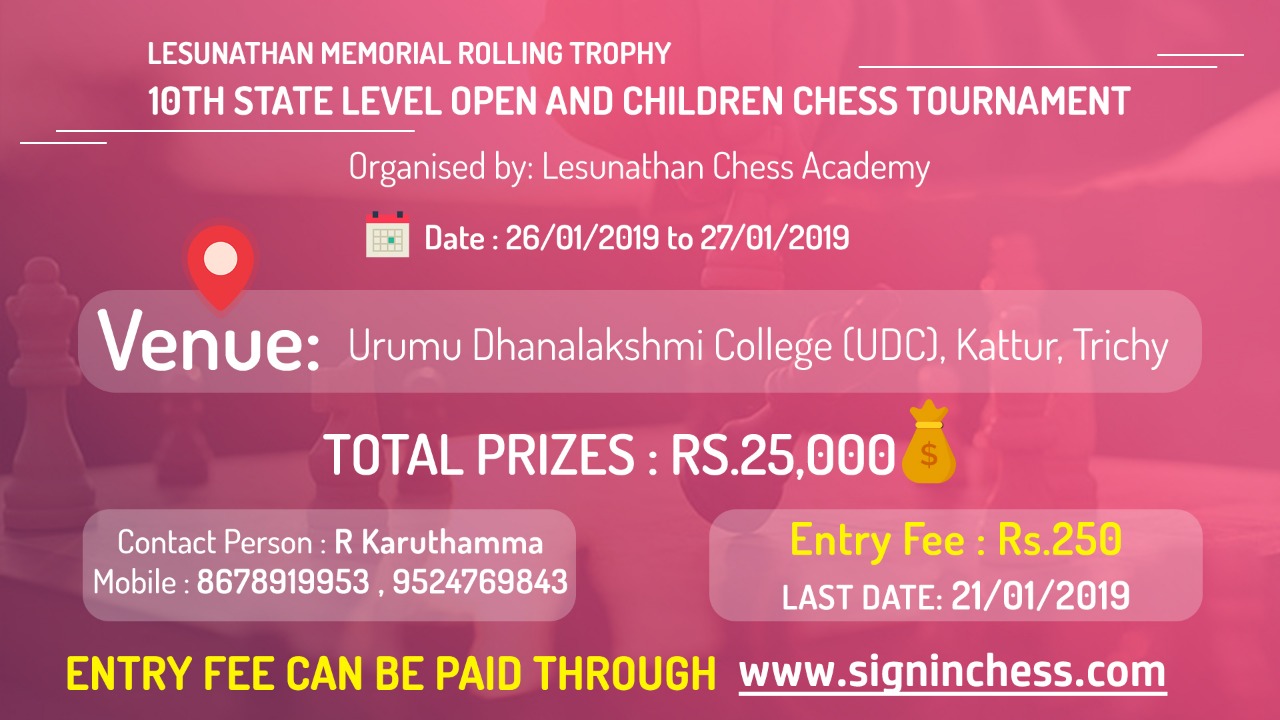 LESUNATHAN MEMORIAL ROLLING TROPHY
10TH STATE LEVEL OPEN AND CHILDREN CHESS TOURNAMENT
Organised by: Lesunathan Chess Academy
Date : 26/01/2019 to 27/01/2019
Venue: Urumu Dhanalakshmi College (UDC), Kattur, Trichy
TOTAL PRIZES : RS.25,000
$
Contact Person : R Karuthamma
Mobile : 8678919953 , 9524769843
Entry Fee : Rs.250
LAST DATE: 21/01/2019
ENTRY FEE CAN BE PAID THROUGH www.signinchess.com